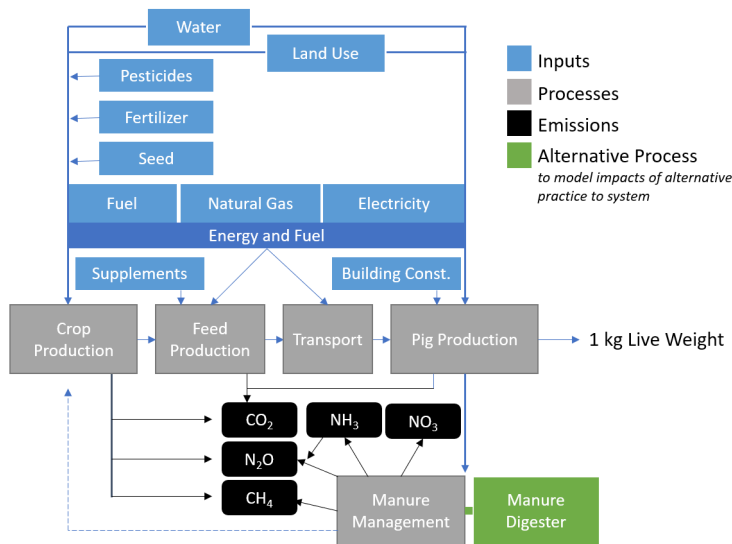 Water
Land Use
Pesticides
Fertilizer
Seed
Fuel
Natural Gas
Electricity
Energy and Fuel
Supplements
Building Const.
Crop
Production
Feed
Production
Transport
Pig Production
1 kg Live Weight
CO₂
NH₃
NO₃
N₂O
CH₄
Manure
Management
Manure
Digester
Inputs
Processes
Emissions
Alternative Process
to model impacts of alternative
practice to system